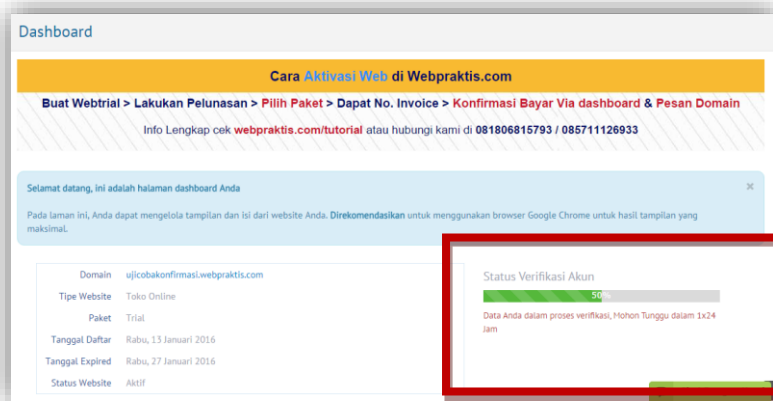 Dashboard
Cara Aktivasi Web di Webpraktis.com
Buat Webtrial > Lakukan Pelunasan > Pilih Paket > Dapat No. Invoice > Konfirmasi Bayar Via dashboard & Pesan Domain
Info Lengkap cek webpraktis.com/tutorial atau hubungi kami di 081806815793 / 085711126933
Selamat datang, ini adalah halaman dashboard Anda
Pada laman ini, Anda dapat mengelola tampilan dan isi dari website Anda. Direkomendasikan untuk menggunakan browser Google Chrome untuk hasil tampilan yang
maksimal.
Domain ujicobakonfirmasi.webpraktis.com
Tipe Website Toko Online
Paket Trial
Tanggal Daftar Rabu, 13 Januari 2016
Tanggal Expired Rabu, 27 Januari 2016
Status Website Aktif
Status Verifikasi Akun
50%
Data Anda dalam proses verifikasi, Mohon Tunggu dalam 1x24
Jam